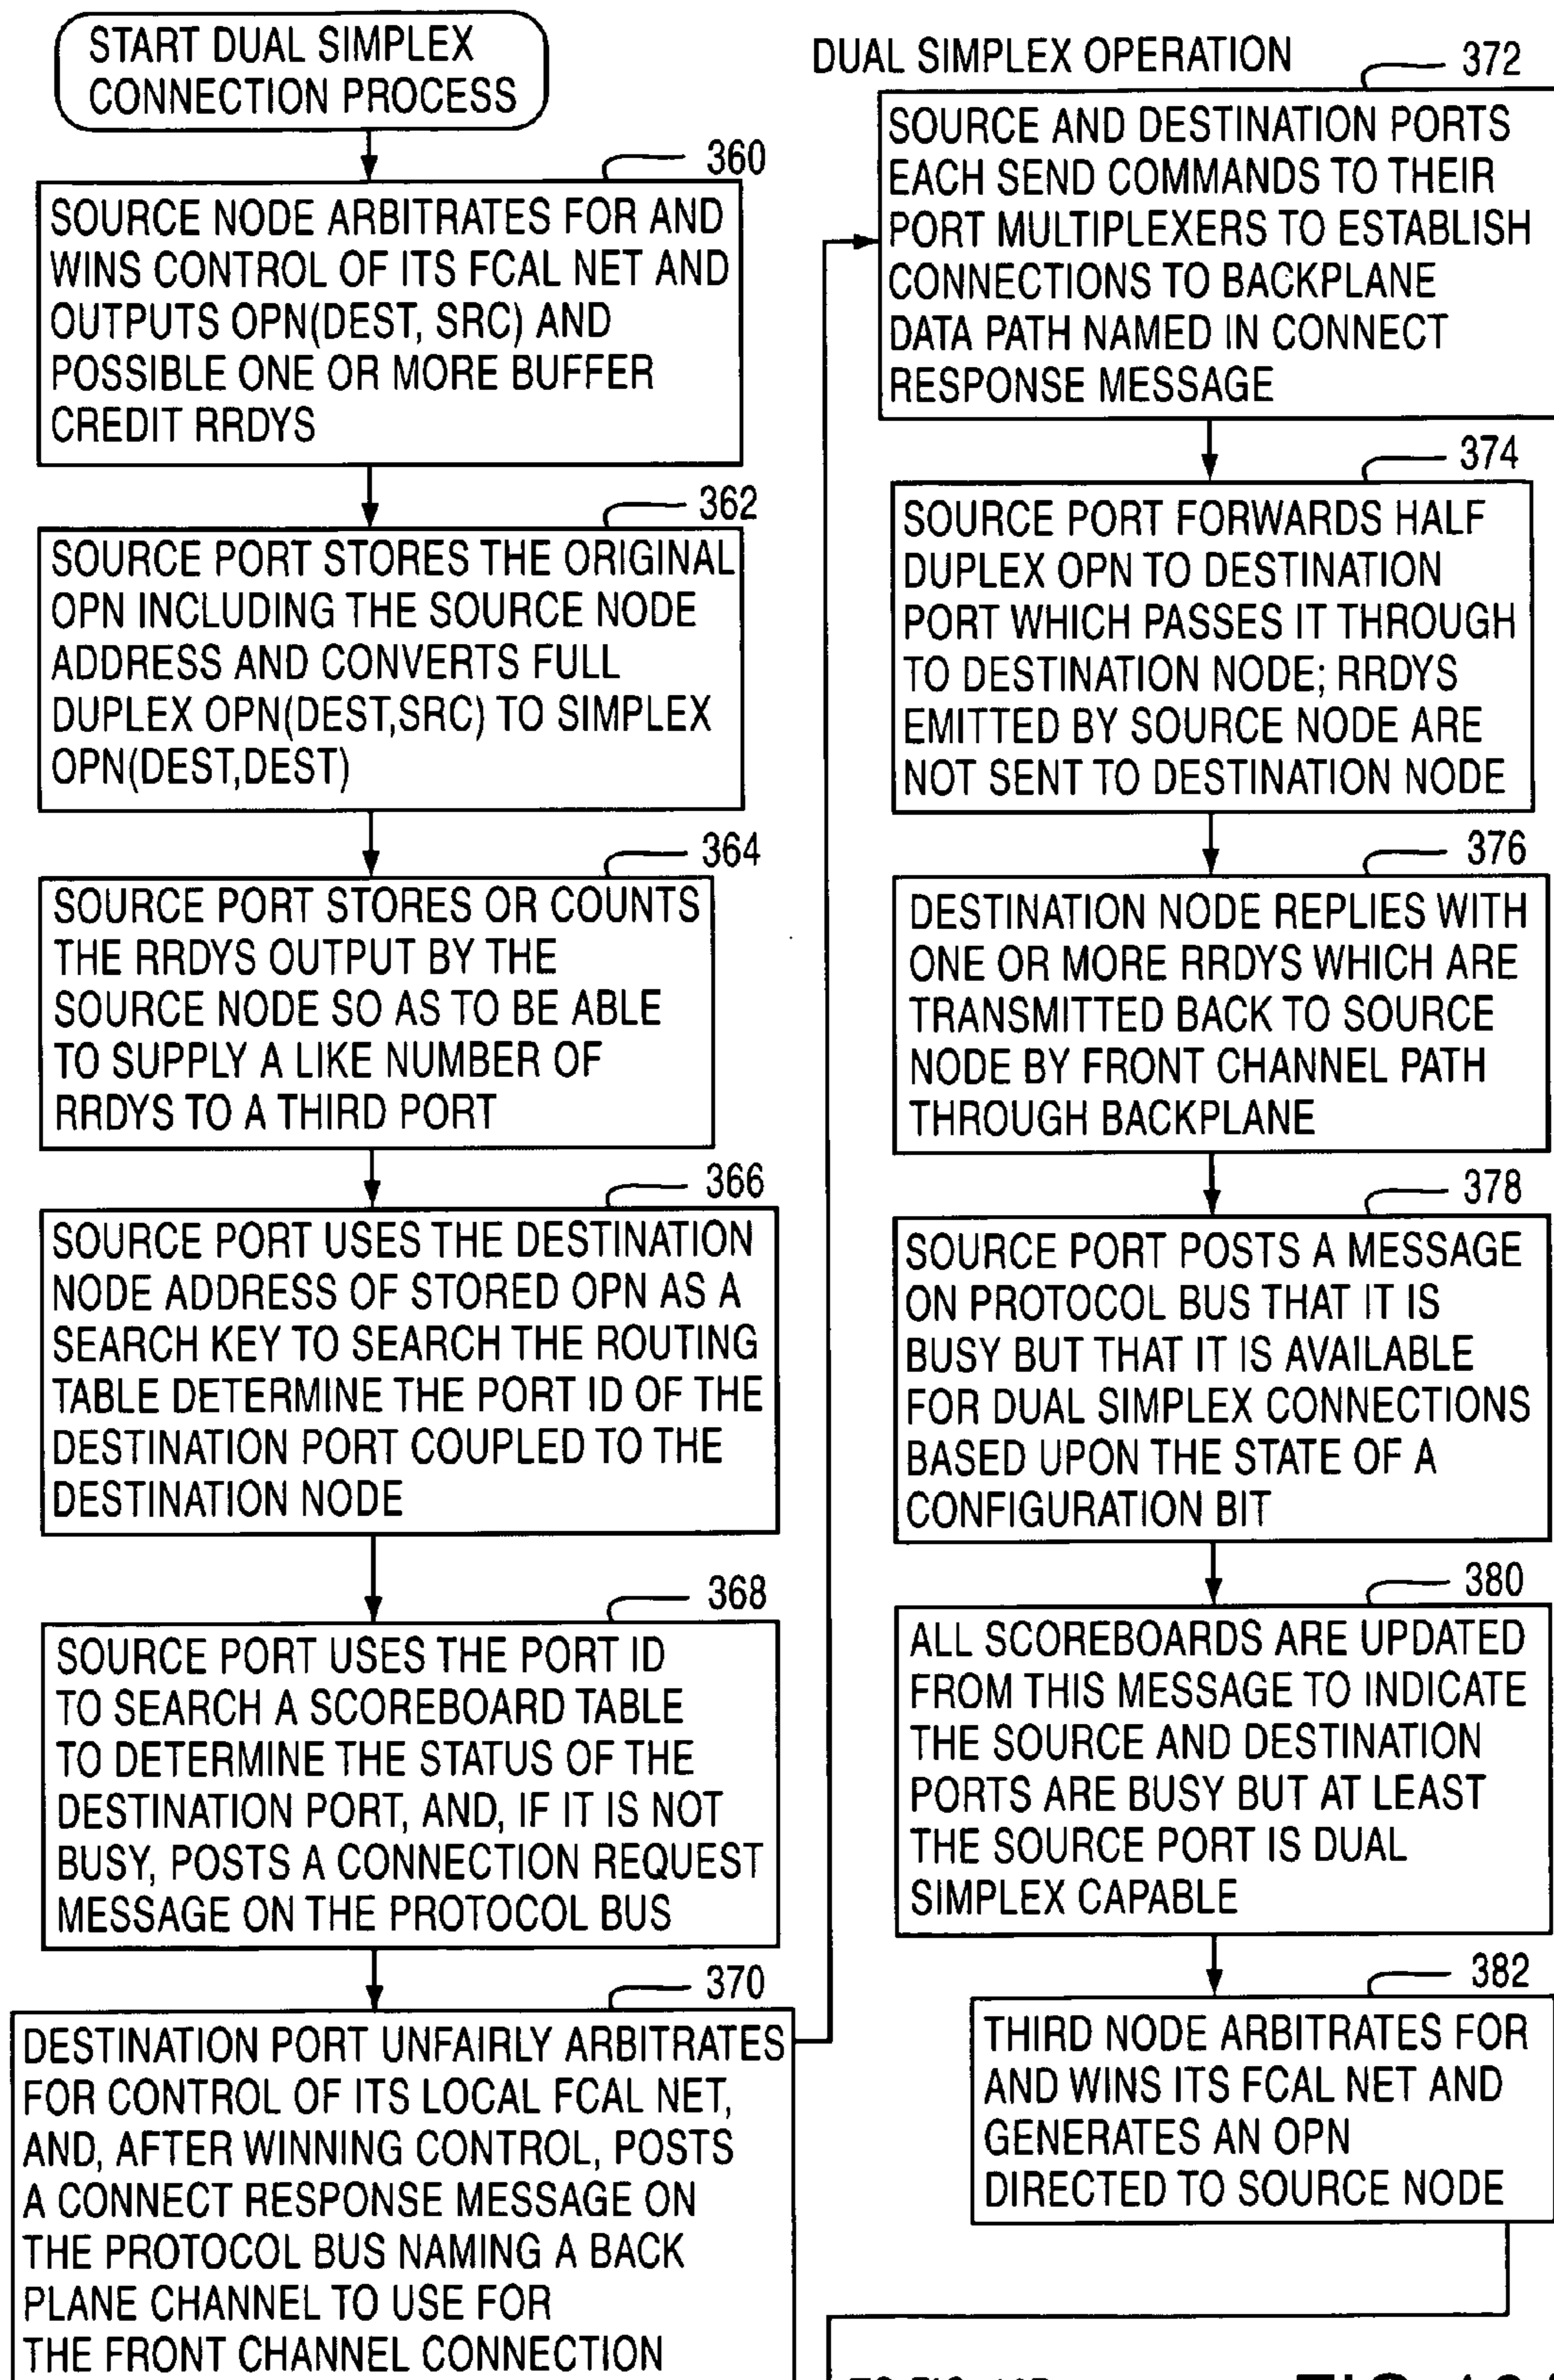 START DUAL SIMPLEX
CONNECTION PROCESS
360
SOURCE NODE ARBITRATES FOR AND
WINS CONTROL OF ITS FCAL NET AND
OUTPUTS OPN(DEST, SRC) AND
POSSIBLE ONE OR MORE BUFFER
CREDIT RRDYS
362
SOURCE PORT STORES THE ORIGINAL
OPN INCLUDING THE SOURCE NODE
ADDRESS AND CONVERTS FULL
DUPLEX OPN(DEST,SRC) TO SIMPLEX
OPN(DEST,DEST)
364
SOURCE PORT STORES OR COUNTS
THE RRDYS OUTPUT BY THE
SOURCE NODE SO AS TO BE ABLE
TO SUPPLY A LIKE NUMBER OF
RRDYS TO A THIRD PORT
366
SOURCE PORT USES THE DESTINATION
NODE ADDRESS OF STORED OPN AS A
SEARCH KEY TO SEARCH THE ROUTING
TABLE DETERMINE THE PORT ID OF THE
DESTINATION PORT COUPLED TO THE
DESTINATION NODE
368
SOURCE PORT USES THE PORT ID
TO SEARCH A SCOREBOARD TABLE
TO DETERMINE THE STATUS OF THE
DESTINATION PORT, AND, IF IT IS NOT
BUSY, POSTS A CONNECTION REQUEST
MESSAGE ON THE PROTOCOL BUS
370
DESTINATION PORT UNFAIRLY ARBITRATES
FOR CONTROL OF ITS LOCAL FCAL NET,
AND, AFTER WINNING CONTROL, POSTS
A CONNECT RESPONSE MESSAGE ON
THE PROTOCOL BUS NAMING A BACK
PLANE CHANNEL TO USE FOR
THE FRONT CHANNEL CONNECTION
DUAL SIMPLEX OPERATION
372
SOURCE AND DESTINATION PORTS
EACH SEND COMMANDS TO THEIR
PORT MULTIPLEXERS TO ESTABLISH
CONNECTIONS TO BACKPLANE
DATA PATH NAMED IN CONNECT
RESPONSE MESSAGE
374
SOURCE PORT FORWARDS HALF
DUPLEX OPN TO DESTINATION
PORT WHICH PASSES IT THROUGH
TO DESTINATION NODE; RRDYS
EMITTED BY SOURCE NODE ARE
NOT SENT TO DESTINATION NODE
376
DESTINATION NODE REPLIES WITH
ONE OR MORE RRDYS WHICH ARE
TRANSMITTED BACK TO SOURCE
NODE BY FRONT CHANNEL PATH
THROUGH BACKPLANE
378
SOURCE PORT POSTS A MESSAGE
ON PROTOCOL BUS THAT IT IS
BUSY BUT THAT IT IS AVAILABLE
FOR DUAL SIMPLEX CONNECTIONS
BASED UPON THE STATE OF A
CONFIGURATION BIT
380
ALL SCOREBOARDS ARE UPDATED
FROM THIS MESSAGE TO INDICATE
THE SOURCE AND DESTINATION
PORTS ARE BUSY BUT AT LEAST
THE SOURCE PORT IS DUAL
SIMPLEX CAPABLE
382
THIRD NODE ARBITRATES FOR
AND WINS ITS FCAL NET AND
GENERATES AN OPN
DIRECTED TO SOURCE NODE